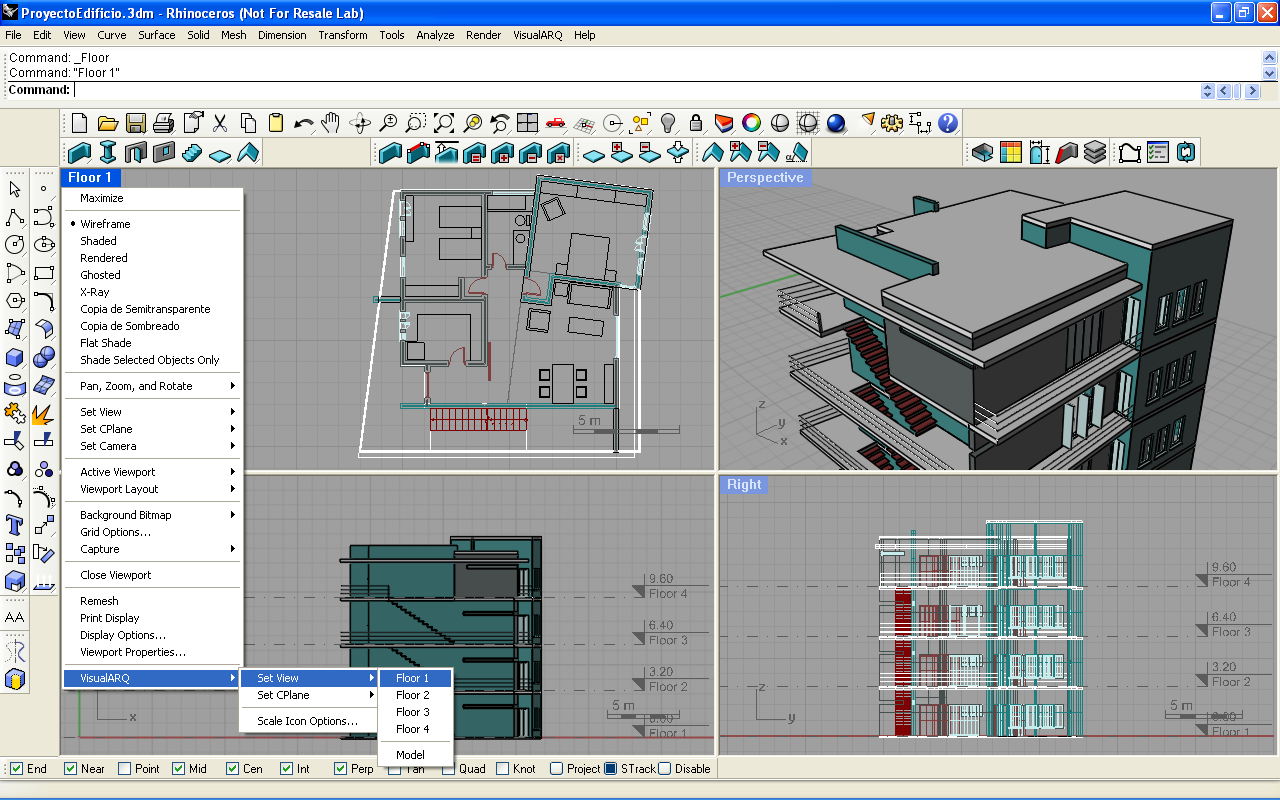 ProyectoEdificio.3dm - Rhinoceros (Not For Resale Lab)
File Edit View Curve Surface Solid Mesh Dimension Transform Tools Analyze Render VisualARQ Help
Command: _Floor
Command: "Floor 1"
Command:
Floor 1
Maximize
Wireframe
Shaded
Rendered
Ghosted
X-Ray
Copia de Semitransparente
Copia de Sombreado
Flat Shade
Shade Selected Objects Only
Pan, Zoom, and Rotate
Set View
Set CPlane
Set Camera
Active Viewport
Viewport Layout
Background Bitmap
Grid Options...
Capture
Close Viewport
Remesh
Print Display
Display Options...
Viewport Properties...
VisualARQ
Set View
Set CPlane
Scale Icon Options...
Floor 1
Floor 2
Floor 3
Floor 4
Model
5 m
Perspective
z
y
x
x
9.60
Floor 4
6.40
Floor 3
3.20
Floor 2
5 m
0.00
Floor 1
Right
9.60
Floor 4
6.40
Floor 3
3.20
Floor 2
5 m
0.00
Floor 1
z
y
End Near Point Mid Cen Int Perp Tan Quad Knot Project STrack Disable